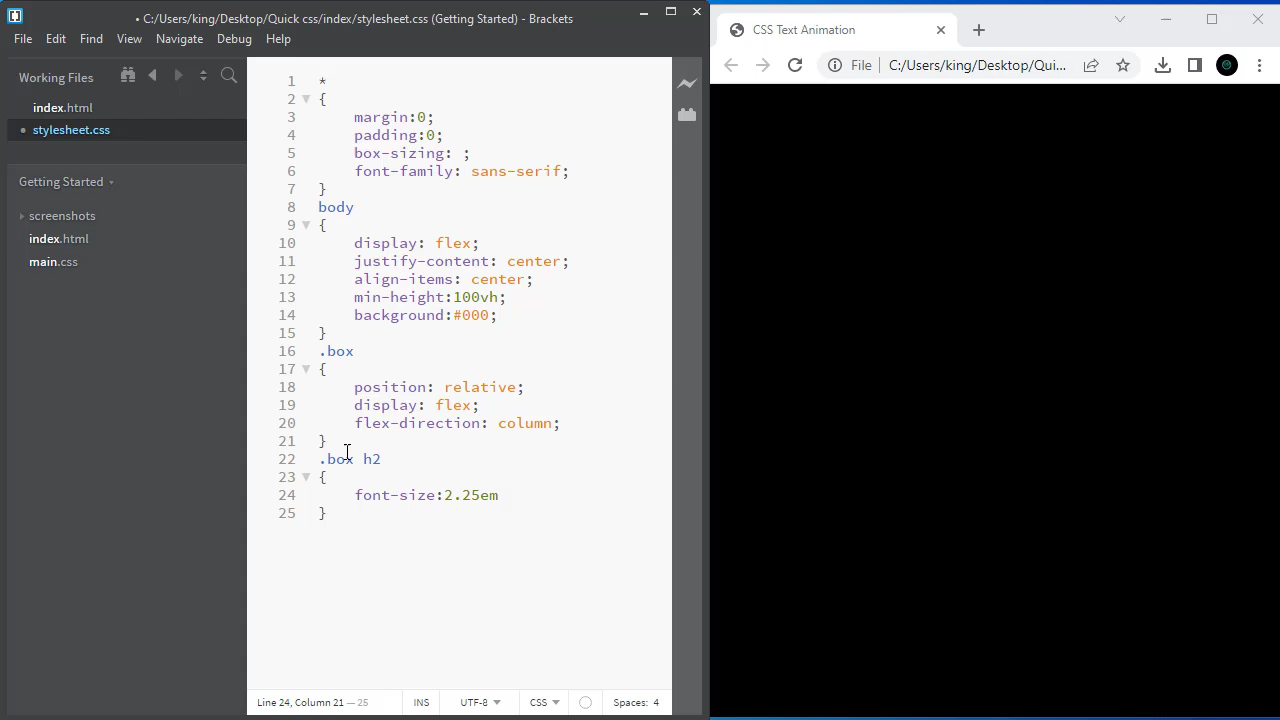 • C:/Users/king/Desktop/Quick css/index/stylesheet.css (Getting Started) - Brackets
File Edit Find View Navigate Debug Help
Working Files
index.html
• stylesheet.css
Getting Started
screenshots
index.html
main.css
1 *
2 {
3 margin:0;
4 padding:0;
5 box-sizing: ;
6 font-family: sans-serif;
7 }
8 body
9 {
10 display: flex;
11 justify-content: center;
12 align-items: center;
13 min-height:100vh;
14 background:#000;
15 }
16 .box
17 {
18 position: relative;
19 display: flex;
20 flex-direction: column;
21 }
22 .box h2
23 {
24 font-size:2.25em
25 }
Line 24, Column 21 — 25 INS UTF-8 CSS Spaces: 4
CSS Text Animation
File C:/Users/king/Desktop/Qui...